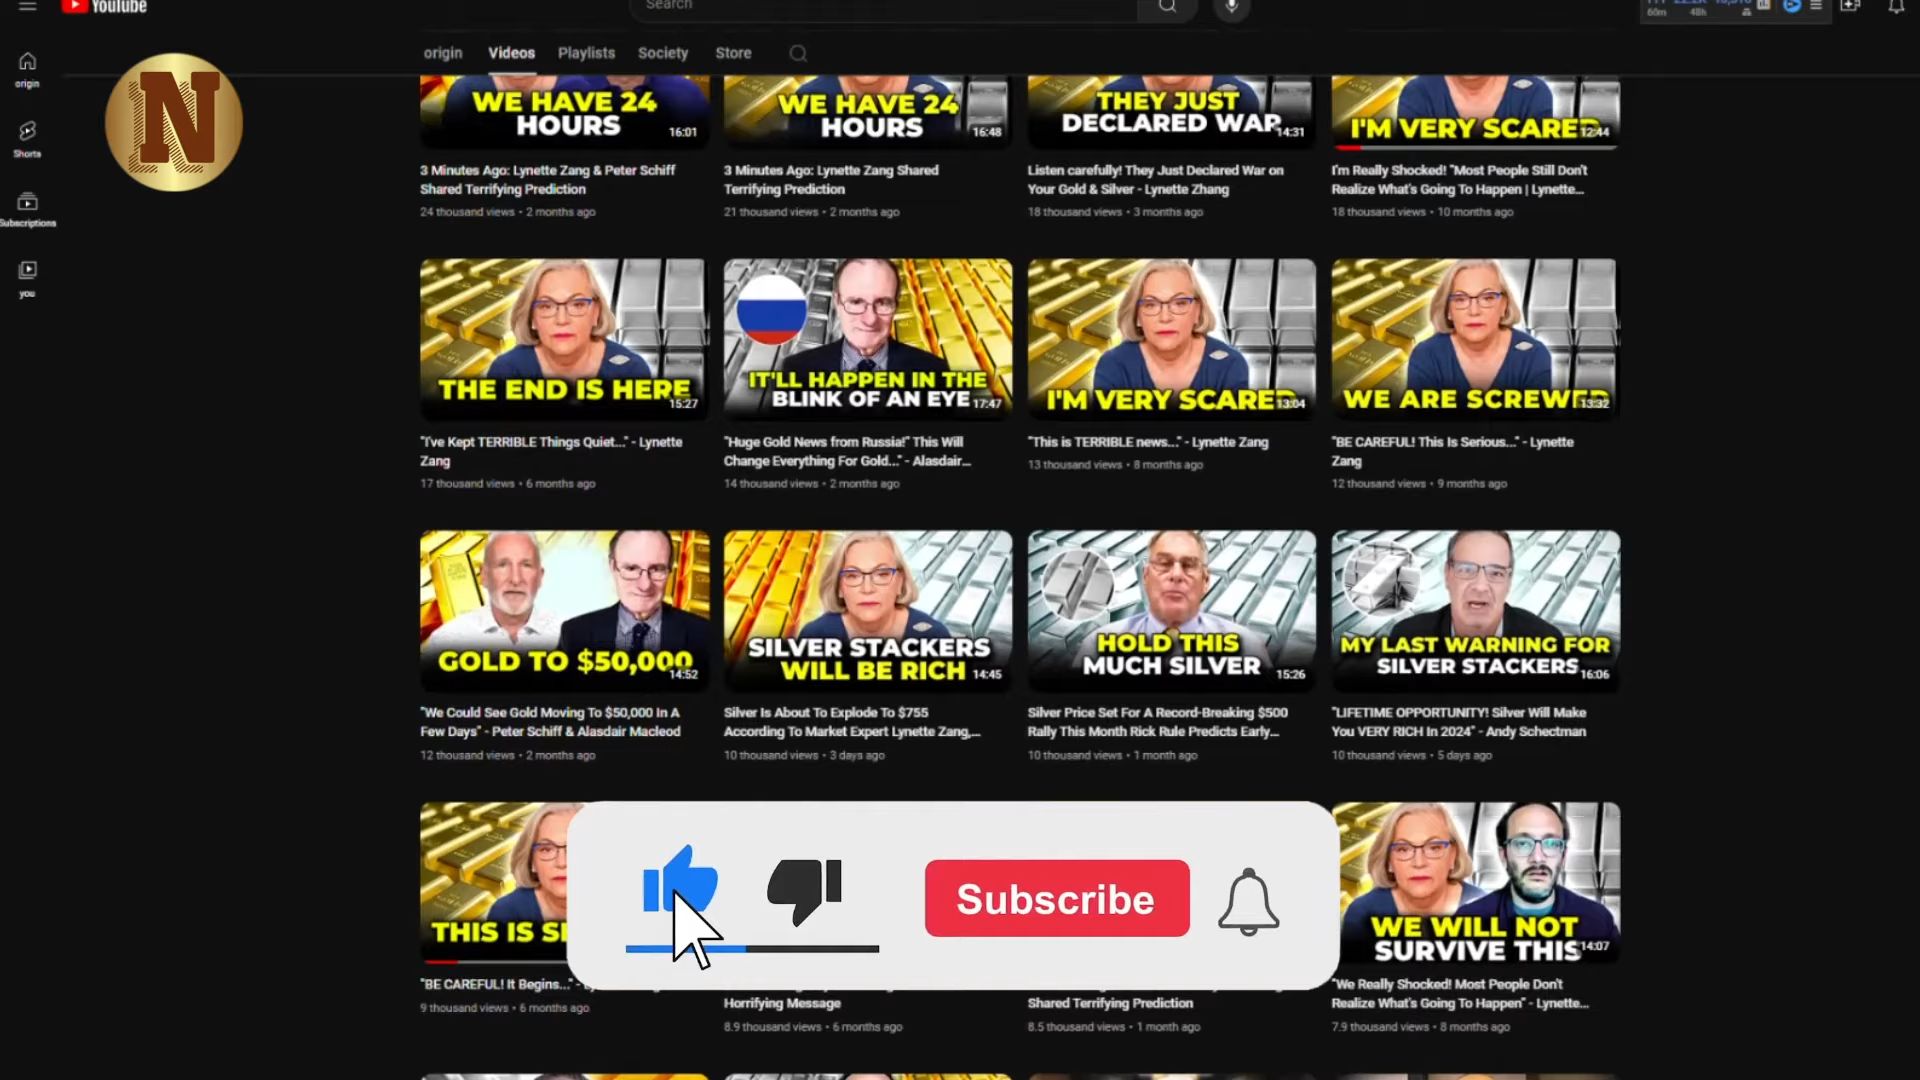 YouTube
Search
60m
48h
origin
Videos
Playlists
Society
Store
N
origin
Shorts
Subscriptions
you
WE HAVE 24
HOURS
16:01
WE HAVE 24
HOURS
16:48
THEY JUST
DECLARED WAR
14:31
I'M VERY SCARED
12:44
3 Minutes Ago: Lynette Zang & Peter Schiff
Shared Terrifying Prediction
24 thousand views • 2 months ago
3 Minutes Ago: Lynette Zang Shared
Terrifying Prediction
21 thousand views • 2 months ago
Listen carefully! They Just Declared War on
Your Gold & Silver - Lynette Zhang
18 thousand views • 3 months ago
I'm Really Shocked! "Most People Still Don't
Realize What's Going To Happen | Lynette...
18 thousand views • 10 months ago
THE END IS HERE
15:27
IT'LL HAPPEN IN THE
BLINK OF AN EYE
17:47
I'M VERY SCARED
13:04
WE ARE SCREWED
13:32
"I've Kept TERRIBLE Things Quiet..." - Lynette
Zang
17 thousand views • 6 months ago
"Huge Gold News from Russia!" This Will
Change Everything For Gold..." - Alasdair...
14 thousand views • 2 months ago
"This is TERRIBLE news..." - Lynette Zang
13 thousand views • 8 months ago
"BE CAREFUL! This Is Serious..." - Lynette
Zang
12 thousand views • 9 months ago
GOLD TO $50,000
14:52
SILVER STACKERS
WILL BE RICH
14:45
HOLD THIS
MUCH SILVER
15:26
MY LAST WARNING FOR
SILVER STACKERS
16:06
"We Could See Gold Moving To $50,000 In A
Few Days" - Peter Schiff & Alasdair Macleod
12 thousand views • 2 months ago
Silver Is About To Explode To $755
According To Market Expert Lynette Zang,...
10 thousand views • 3 days ago
Silver Price Set For A Record-Breaking $500
Rally This Month Rick Rule Predicts Early...
10 thousand views • 1 month ago
"LIFETIME OPPORTUNITY! Silver Will Make
You VERY RICH In 2024" - Andy Schectman
10 thousand views • 5 days ago
THIS IS
Subscribe
WE WILL NOT
SURVIVE THIS
14:07
"BE CAREFUL! It Begins..." -
9 thousand views • 6 months ago
Horrifying Message
8.9 thousand views • 6 months ago
Shared Terrifying Prediction
8.5 thousand views • 1 month ago
"We Really Shocked! Most People Don't
Realize What's Going To Happen" - Lynette...
7.9 thousand views • 8 months ago